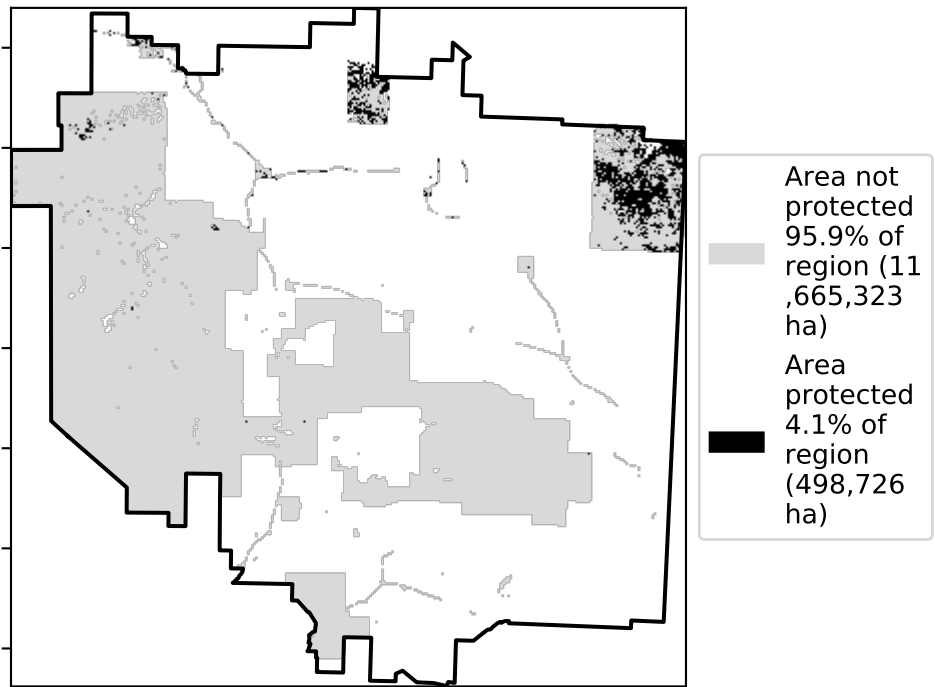 Area not
protected
95.9% of
region (11
,665,323
ha)
Area
protected
4.1% of
region
(498,726
ha)